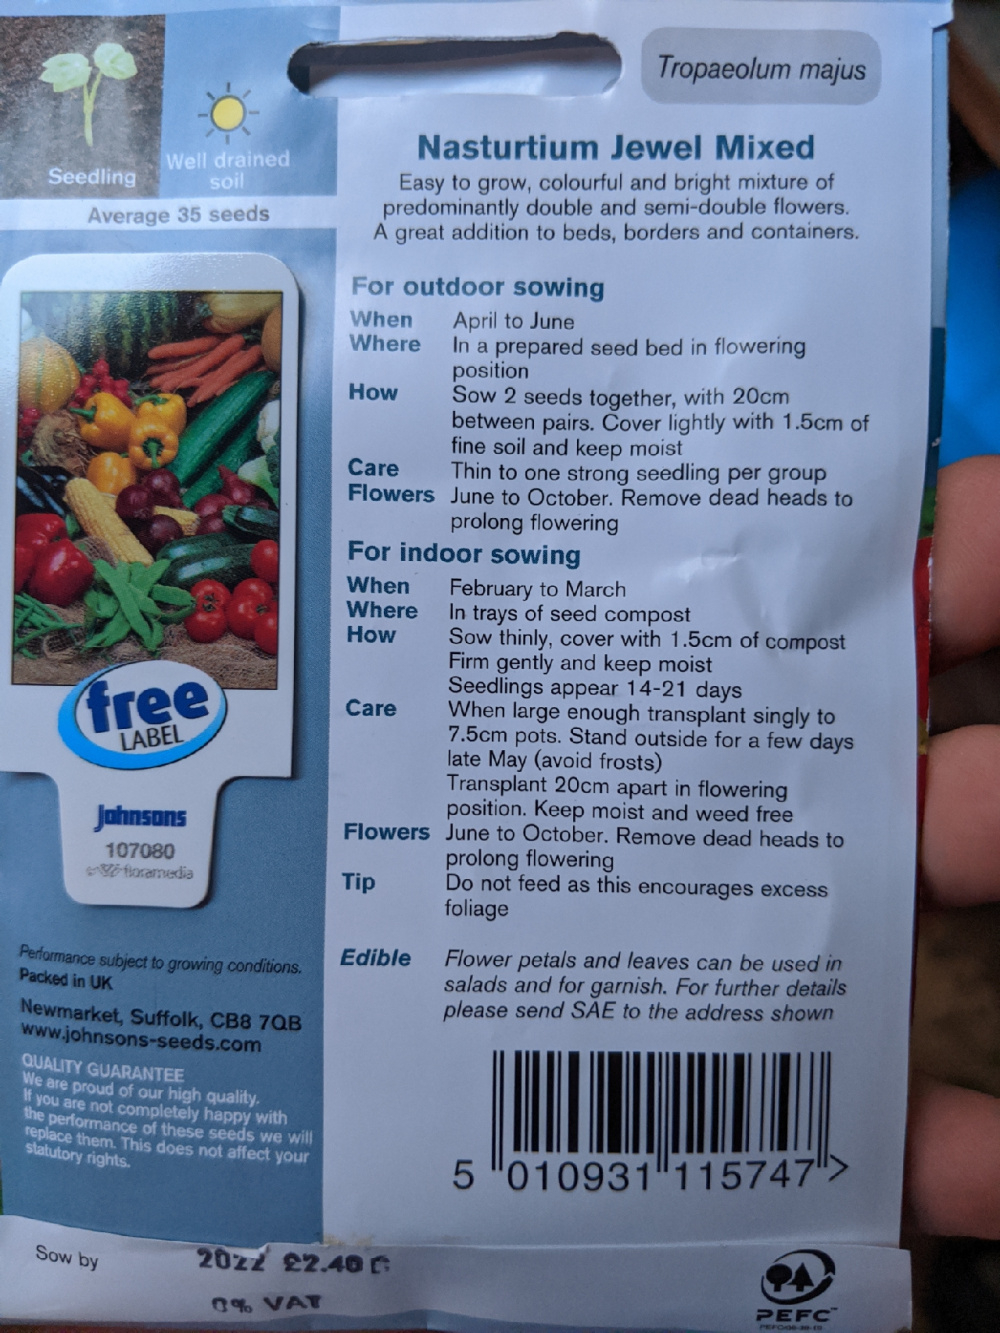 Seedling
Well drained
soil
Average 35 seeds
free
LABEL
Johnsons
107080
floramedia
Performance subject to growing conditions.
Packed in UK
Newmarket, Suffolk, CB8 7QB
www.johnsons-seeds.com
QUALITY GUARANTEE
We are proud of our high quality.
If you are not completely happy with
the performance of these seeds we will
replace them. This does not affect your
statutory rights.
Tropaeolum majus
Nasturtium Jewel Mixed
Easy to grow, colourful and bright mixture of
predominantly double and semi-double flowers.
A great addition to beds, borders and containers.
For outdoor sowing
When April to June
Where In a prepared seed bed in flowering
position
How Sow 2 seeds together, with 20cm
between pairs. Cover lightly with 1.5cm of
fine soil and keep moist
Care Thin to one strong seedling per group
Flowers June to October. Remove dead heads to
prolong flowering
For indoor sowing
When February to March
Where In trays of seed compost
How Sow thinly, cover with 1.5cm of compost
Firm gently and keep moist
Seedlings appear 14-21 days
Care When large enough transplant singly to
7.5cm pots. Stand outside for a few days
late May (avoid frosts)
Transplant 20cm apart in flowering
position. Keep moist and weed free
Flowers June to October. Remove dead heads to
prolong flowering
Tip Do not feed as this encourages excess
foliage
Edible Flower petals and leaves can be used in
salads and for garnish. For further details
please send SAE to the address shown
5 010931 115747 >
Sow by 2022 £2.40 C
0% VAT
PEFC™